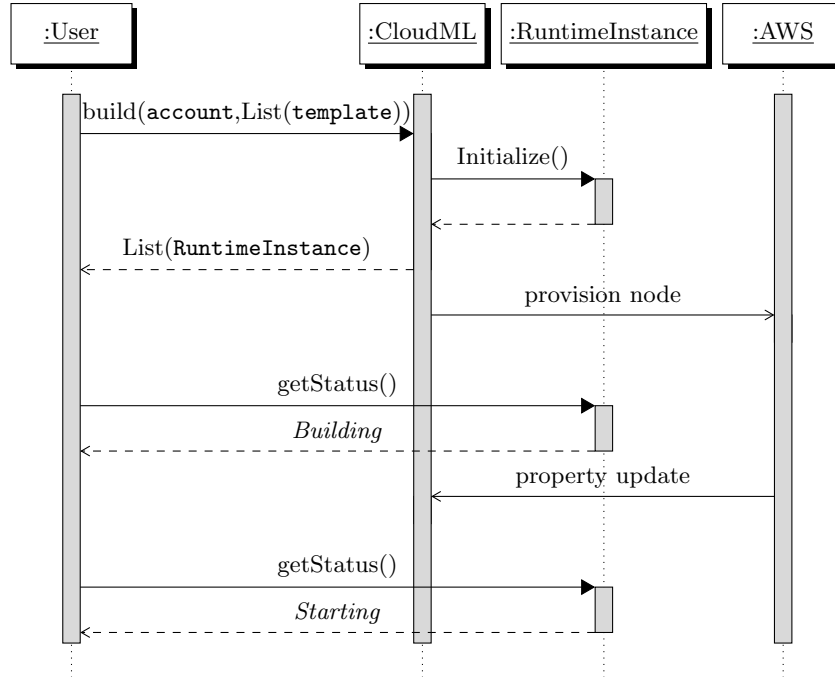 :User
:CloudML
:RuntimeInstance
:AWS
build(account,List(template))
Initialize()
List(RuntimeInstance)
provision node
getStatus()
Building
property update
getStatus()
Starting